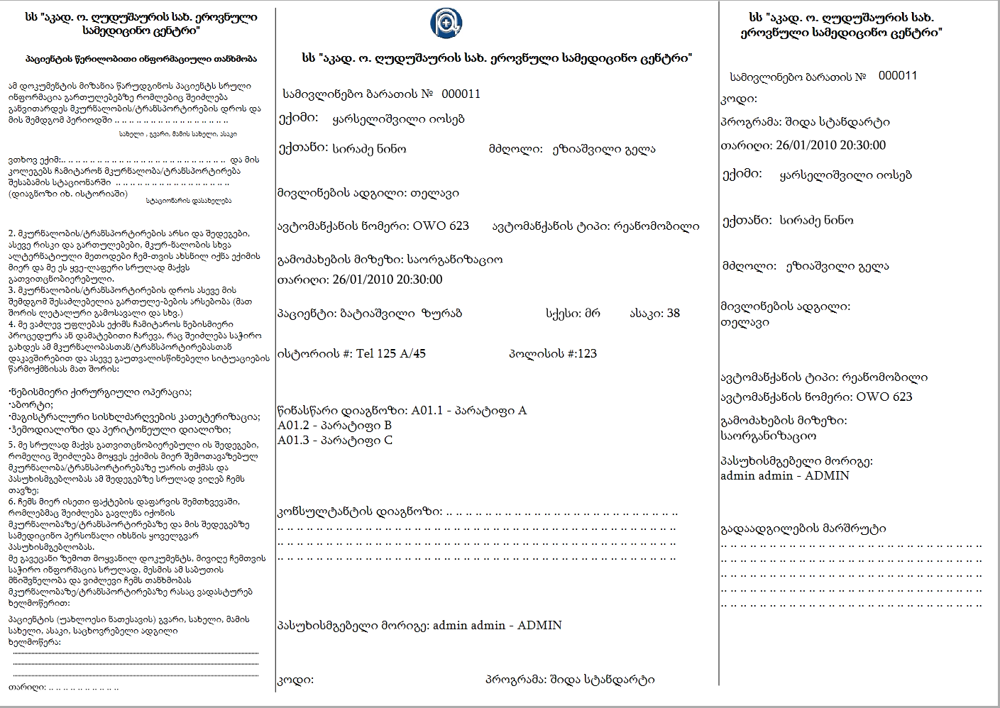 სს "აკად. ო. ღუდუშაურის სახ. ეროვნული
სამედიცინო ცენტრი"
პაციენტის წერილობითი ინფორმაციული თანხმობა
ამ დოკუმენტის მიზანია წარუდგინოს პაციენტს სრული
ინფორმაცია გართულებებზე რომლებიც შეიძლება
განვითარდეს მკურნალობის/ტრანსპორტირების დროს და
მის შემდგომ პერიოდში .. .. .. .. .. .. .. .. .. .. .. .. .. .. .. ..
სახელი , გვარი, მამის სახელი, ასაკი
ვთხოვ ექიმი:.. .. .. .. .. .. .. .. .. .. .. .. .. .. .. .. .. .. .. .. .. .. .. და მის
კოლეგებს ჩამიტარონ მკურნალობა/ტრანსპორტირება
შესაბამის სტაციონარში .. .. .. .. .. .. .. .. .. .. .. .. .. .. .. ..
(დიაგნოზი იხ. ისტორიაში)
სტაციონარის დასახელება
2. მკურნალობის/ტრანსპორტირების არსი და შედეგები,
ასევე რისკი და გართულებები, მკურ-ნალობის სხვა
ალტერნატიული მეთოდები ჩემ-თვის ახსნილ იქნა ექიმის
მიერ და მე ეს ყვე-ლაფერი სრულად მაქვს
გათვითცნობიერებული.
3. მკურნალობის/ტრანსპორტირების დროს ასევე მის
შემდგომ შესაძლებელია გართულე-ბების არსებობა (მათ
შორის ლეტალური გამოსავალი და სხვ.)
4. მე ვაძლევ უფლებას ექიმს ჩამიტაროს ნებისმიერი
პროცედურა ან დამატებითი ჩარევა, რაც შეიძლება საჭირო
გახდეს ამ მკურნალობასთან/ტრანსპორტირებასთან
დაკავშირებით და ასევე გაუთვალისწინებელი სიტუაციების
წარმოქმნისას მათ შორის:
·ნებისმიერი ქირურგიული ოპერაცია;
·აბორტი;
·მაგისტრალური სისხლძარღვების კათეტერიზაცია;
·ჰემოდიალიზი და პერიტონეული დიალიზი;
5. მე სრულად მაქვს გათვითცნობიერებული ის შედეგები,
რომელიც შეიძლება მოყვეს ექიმის მიერ შემოთავაზებულ
მკურნალობა/ტრანსპორტირებაზე უარის თქმას და
პასუხისმგებლობას ამ შედეგებზე სრულად ვიღებ ჩემს
თავზე;
6. ჩემს მიერ ისეთი ფაქტების დაფარვის შემთხვევაში,
რომლებმაც შეიძლება გავლენა იქონის
მკურნალობაზე/ტრანსპორტირებაზე და მის შედეგებზე
სამედიცინო პერსონალი იხსნის ყოველგვარ
პასუხისმგებლობას.
მე გავეცანი ზემოთ მოყვანილ დოკუმენტს, მივიღე ჩემთვის
საჭირო ინფორმაცია სრულად, მესმის ამ საბუთის
მნიშვნელობა და ვიძლევი ჩემს თანხმობას
მკურნალობაზე/ტრანსპორტირებაზე რასაც ვადასტურებ
ხელმოწერით:
პაციენტის (უახლოესი ნათესავის) გვარი, სახელი, მამის
სახელი, ასაკი, საცხოვრებელი ადგილი
ხელმოწერა:
თარიღი: .. .. .. .. .. .. .. .. .. ..
სს "აკად. ო. ღუდუშაურის სახ. ეროვნული სამედიცინო ცენტრი"
სამივლინებო ბარათის № 000011
ექიმი: ყარსელიშვილი იოსებ
ექთანი: სირაძე ნინო მძღოლი: ეზიაშვილი გელა
მივლინების ადგილი: თელავი
ავტომანქანის ნომერი: OWO 623 ავტომანქანის ტიპი: რეანომობილი
გამოძახების მიზეზი: საორგანიზაციო
თარიღი: 26/01/2010 20:30:00
პაციენტი: ბატიაშვილი ზურაბ სქესი: მრ ასაკი: 38
ისტორიის #: Tel 125 A/45 პოლისის #:123
წინასწარი დიაგნოზი: A01.1 - პარატიფი A
A01.2 - პარატიფი B
A01.3 - პარატიფი C
კონსულტანტის დიაგნოზი: .. .. .. .. .. .. .. .. .. .. .. .. .. .. .. .. .. .. .. .. .. .. .. ..
.. .. .. .. .. .. .. .. .. .. .. .. .. .. .. .. .. .. .. .. .. .. .. .. .. .. .. .. .. .. .. .. .. .. .. .. .. .. .. .. ..
.. .. .. .. .. .. .. .. .. .. .. .. .. .. .. .. .. .. .. .. .. .. .. .. .. .. .. .. .. .. .. .. .. .. .. .. .. .. .. .. ..
.. .. .. .. .. .. .. .. .. .. .. .. .. .. .. .. .. .. .. .. .. .. .. .. .. .. .. .. .. .. .. .. .. .. .. .. .. .. .. .. ..
პასუხისმგებელი მორიგე: admin admin - ADMIN
კოდი: პროგრამა: შიდა სტანდარტი
სს "აკად. ო. ღუდუშაურის სახ.
ეროვნული სამედიცინო ცენტრი"
სამივლინებო ბარათის № 000011
კოდი:
პროგრამა: შიდა სტანდარტი
თარიღი: 26/01/2010 20:30:00
ექიმი: ყარსელიშვილი იოსებ
ექთანი: სირაძე ნინო
მძღოლი: ეზიაშვილი გელა
მივლინების ადგილი:
თელავი
ავტომანქანის ტიპი: რეანომობილი
ავტომანქანის ნომერი: OWO 623
გამოძახების მიზეზი:
საორგანიზაციო
პასუხისმგებელი მორიგე:
admin admin - ADMIN
გადაადგილების მარშრუტი
.. .. .. .. .. .. .. .. .. .. .. .. .. .. .. .. .. .. .. .. .. .. .. .. .. .. ..
.. .. .. .. .. .. .. .. .. .. .. .. .. .. .. .. .. .. .. .. .. .. .. .. .. .. ..
.. .. .. .. .. .. .. .. .. .. .. .. .. .. .. .. .. .. .. .. .. .. .. .. .. .. ..
.. .. .. .. .. .. .. .. .. .. .. .. .. .. .. .. .. .. .. .. .. .. .. .. .. .. ..
.. .. .. .. .. .. .. .. .. .. .. .. .. .. .. .. .. .. .. .. .. .. .. .. .. .. ..